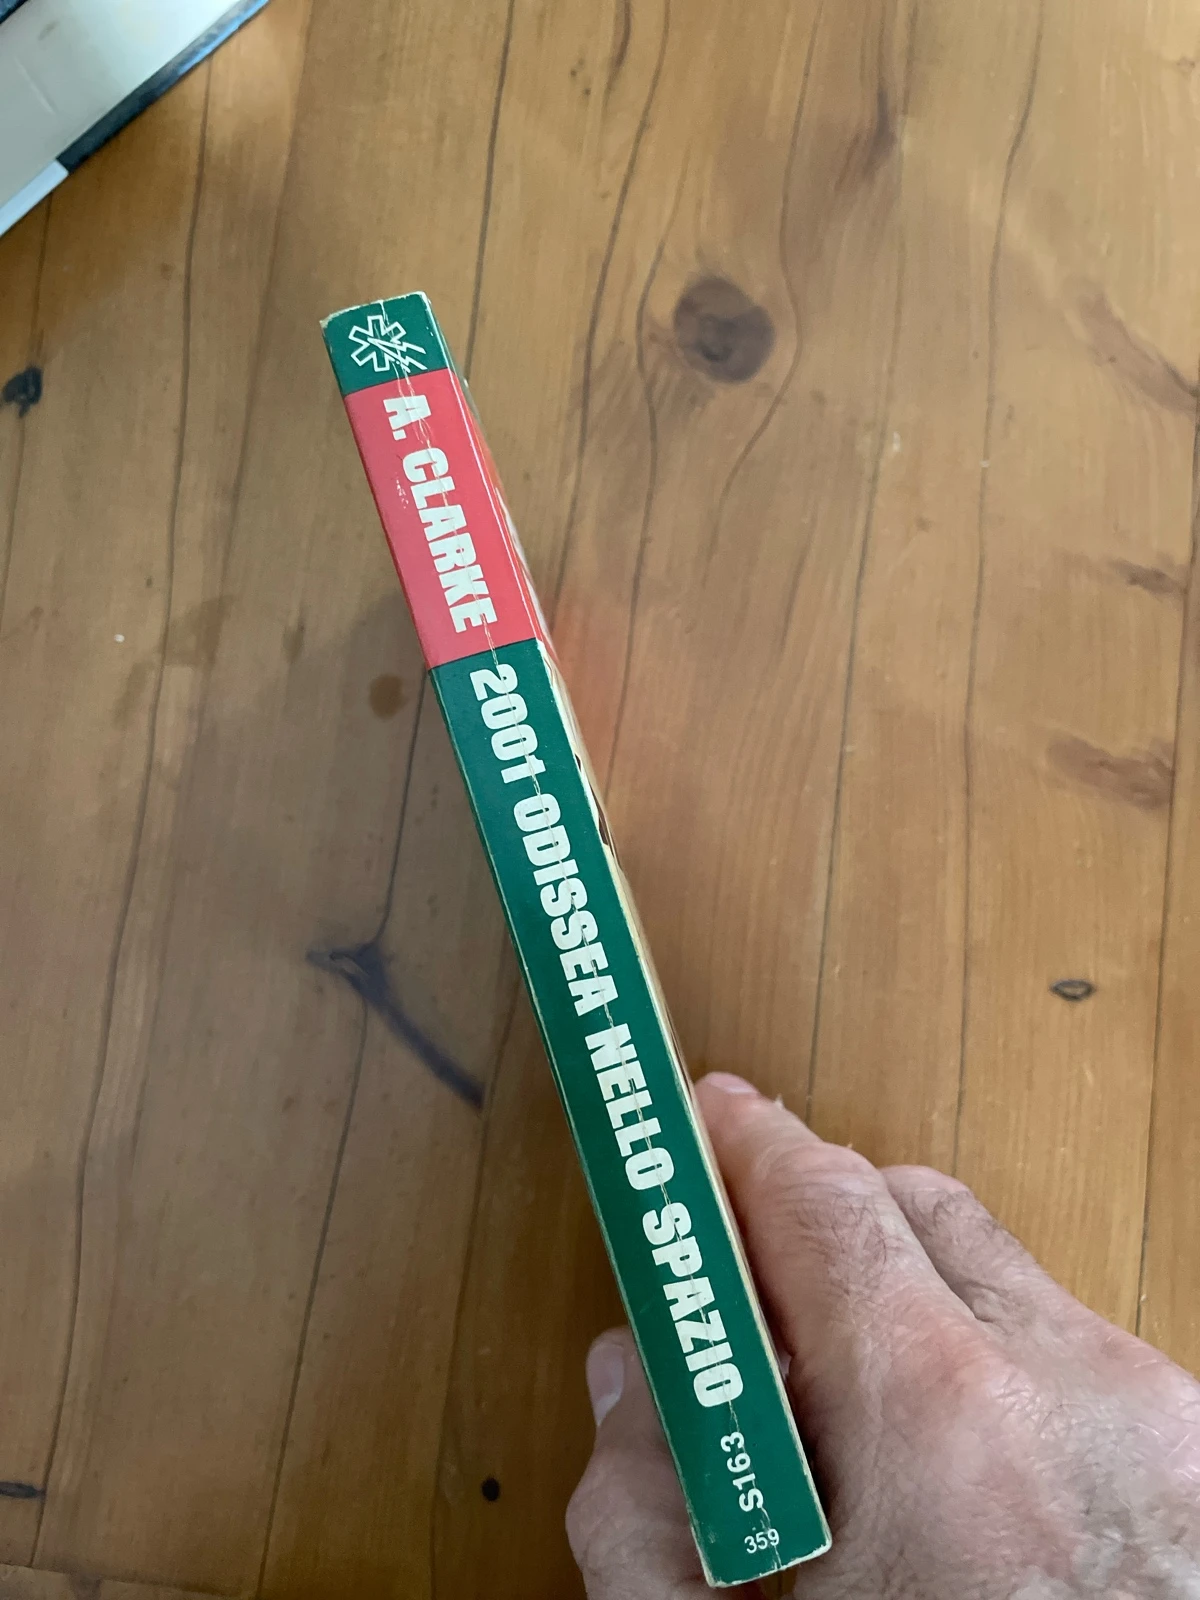 A. CLARKE
2001 ODISSEA NELLO SPAZIO
S163
359